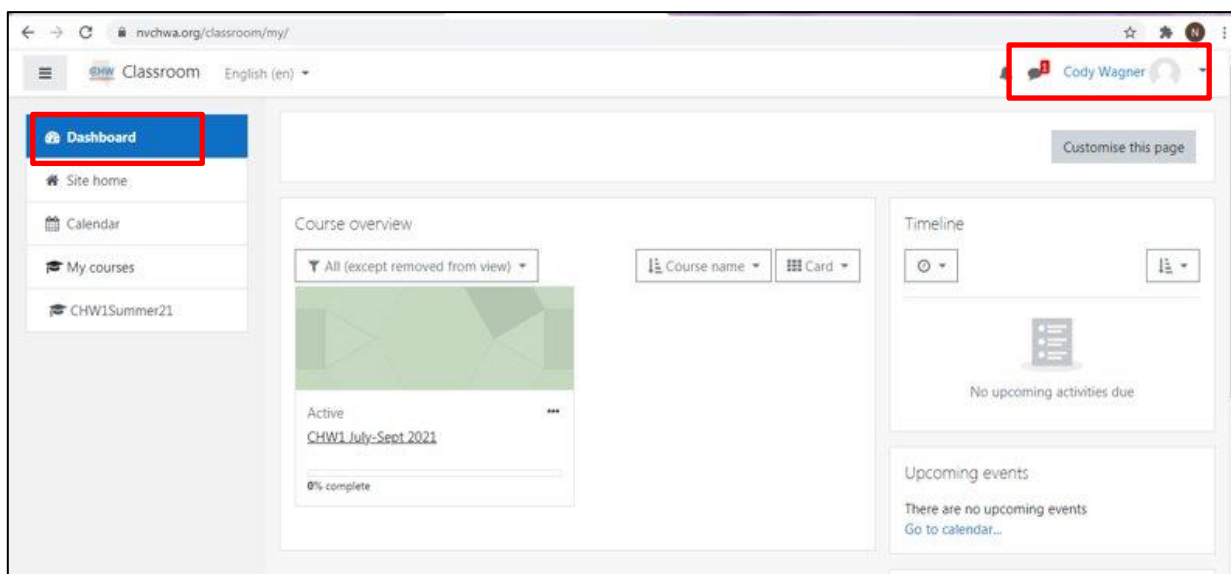 nvchwa.org/classroom/my/
N
CHW Classroom English (en)
1 Cody Wagner
Dashboard
Site home
Calendar
My courses
CHW1Summer21
Customise this page
Course overview
All (except removed from view) Course name Card
Active
CHW1 July-Sept 2021
0% complete
Timeline
No upcoming activities due
Upcoming events
There are no upcoming events
Go to calendar...